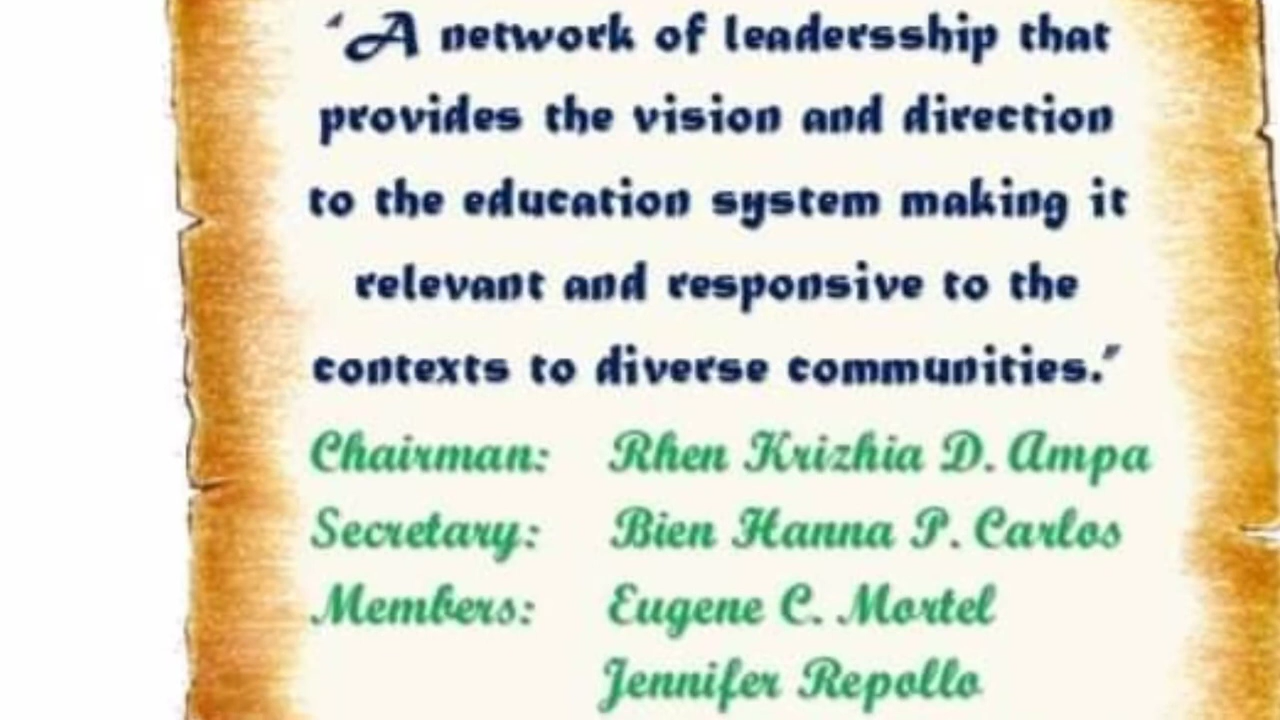 "A network of leadersship that
provides the vision and direction
to the education system making it
relevant and responsive to the
contexts to diverse communities."
Chairman: Rhen Krizhia D. Ampa
Secretary: Bien Hanna P. Carlos
Members: Eugene C. Mortel
Jennifer Repollo